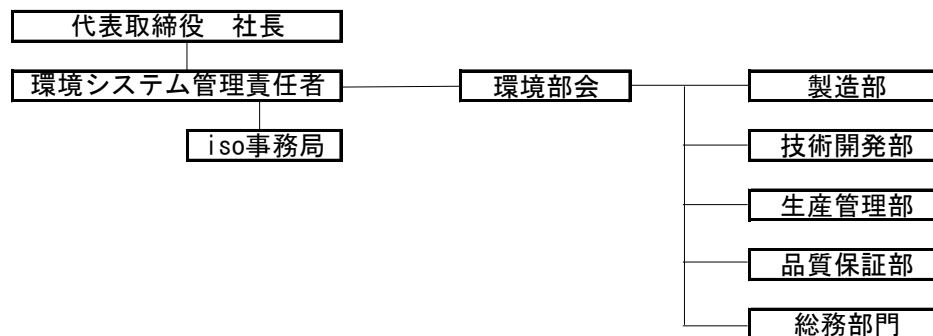 代表取締役　社長
環境システム管理責任者
環境部会
製造部
iso事務局
技術開発部
生産管理部
品質保証部
総務部門